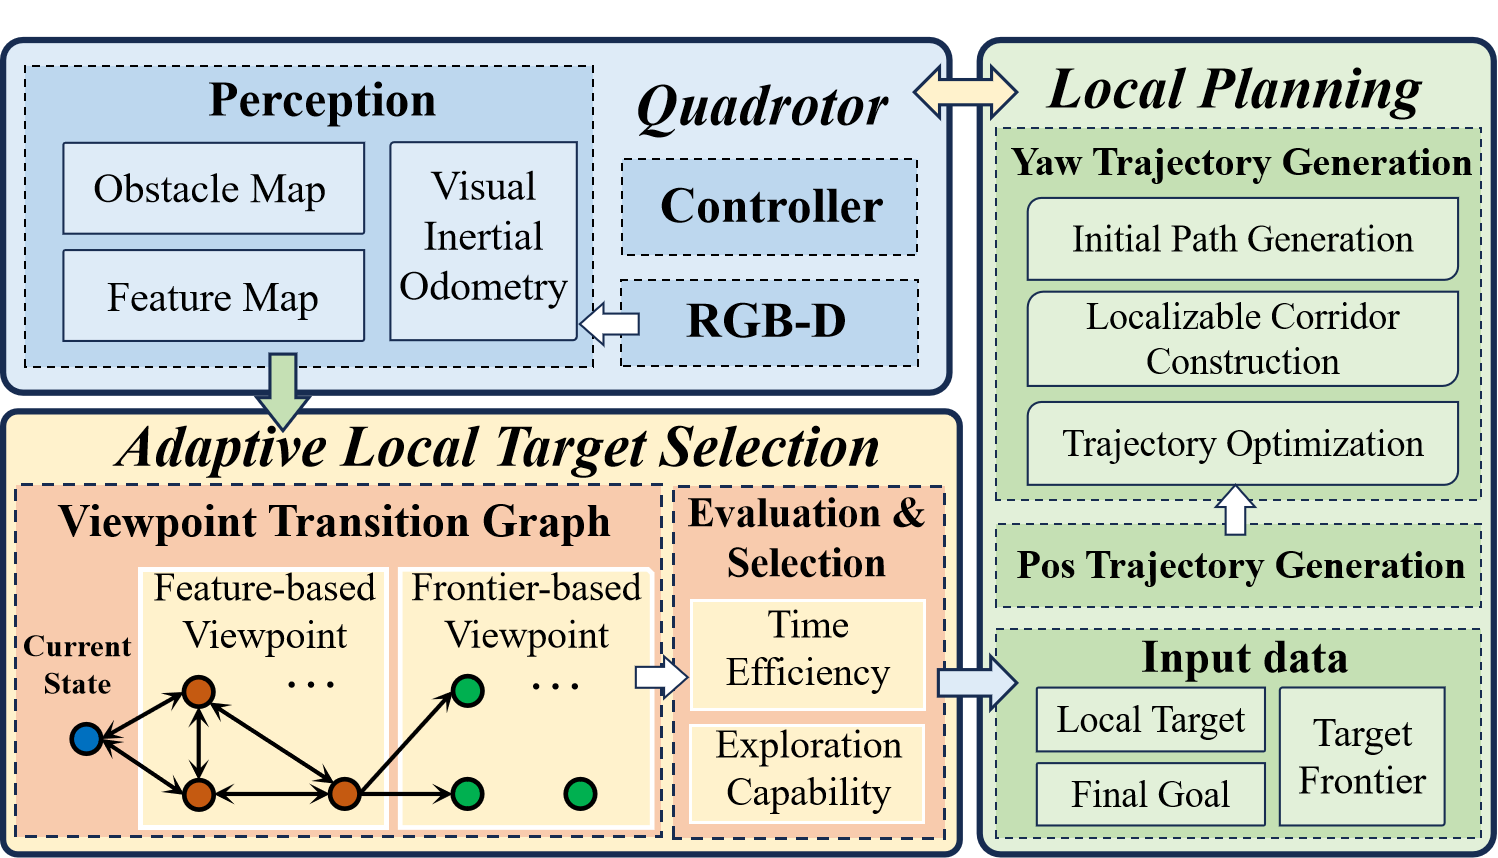 Perception
Obstacle Map
Feature Map
Visual
Inertial
Odometry
Quadrotor
Controller
RGB-D
Adaptive Local Target Selection
Viewpoint Transition Graph
Current
State
Feature-based
Viewpoint
...
Frontier-based
Viewpoint
...
Evaluation &
Selection
Time
Efficiency
Exploration
Capability
Local Planning
Yaw Trajectory Generation
Initial Path Generation
Localizable Corridor
Construction
Trajectory Optimization
Pos Trajectory Generation
Input data
Local Target
Final Goal
Target
Frontier